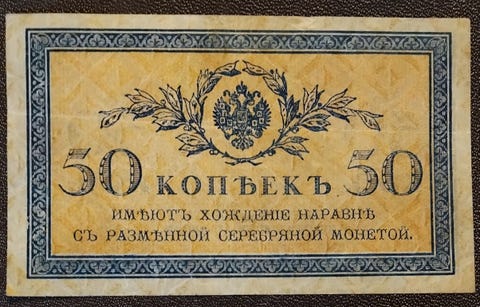 50 КОПѢЕКЪ 50
ИМѢЮТЪ ХОЖДЕНІЕ НАРАВНѢ
СЪ РАЗМѢННОЙ СЕРЕБРЯНОЙ МОНЕТОЙ.